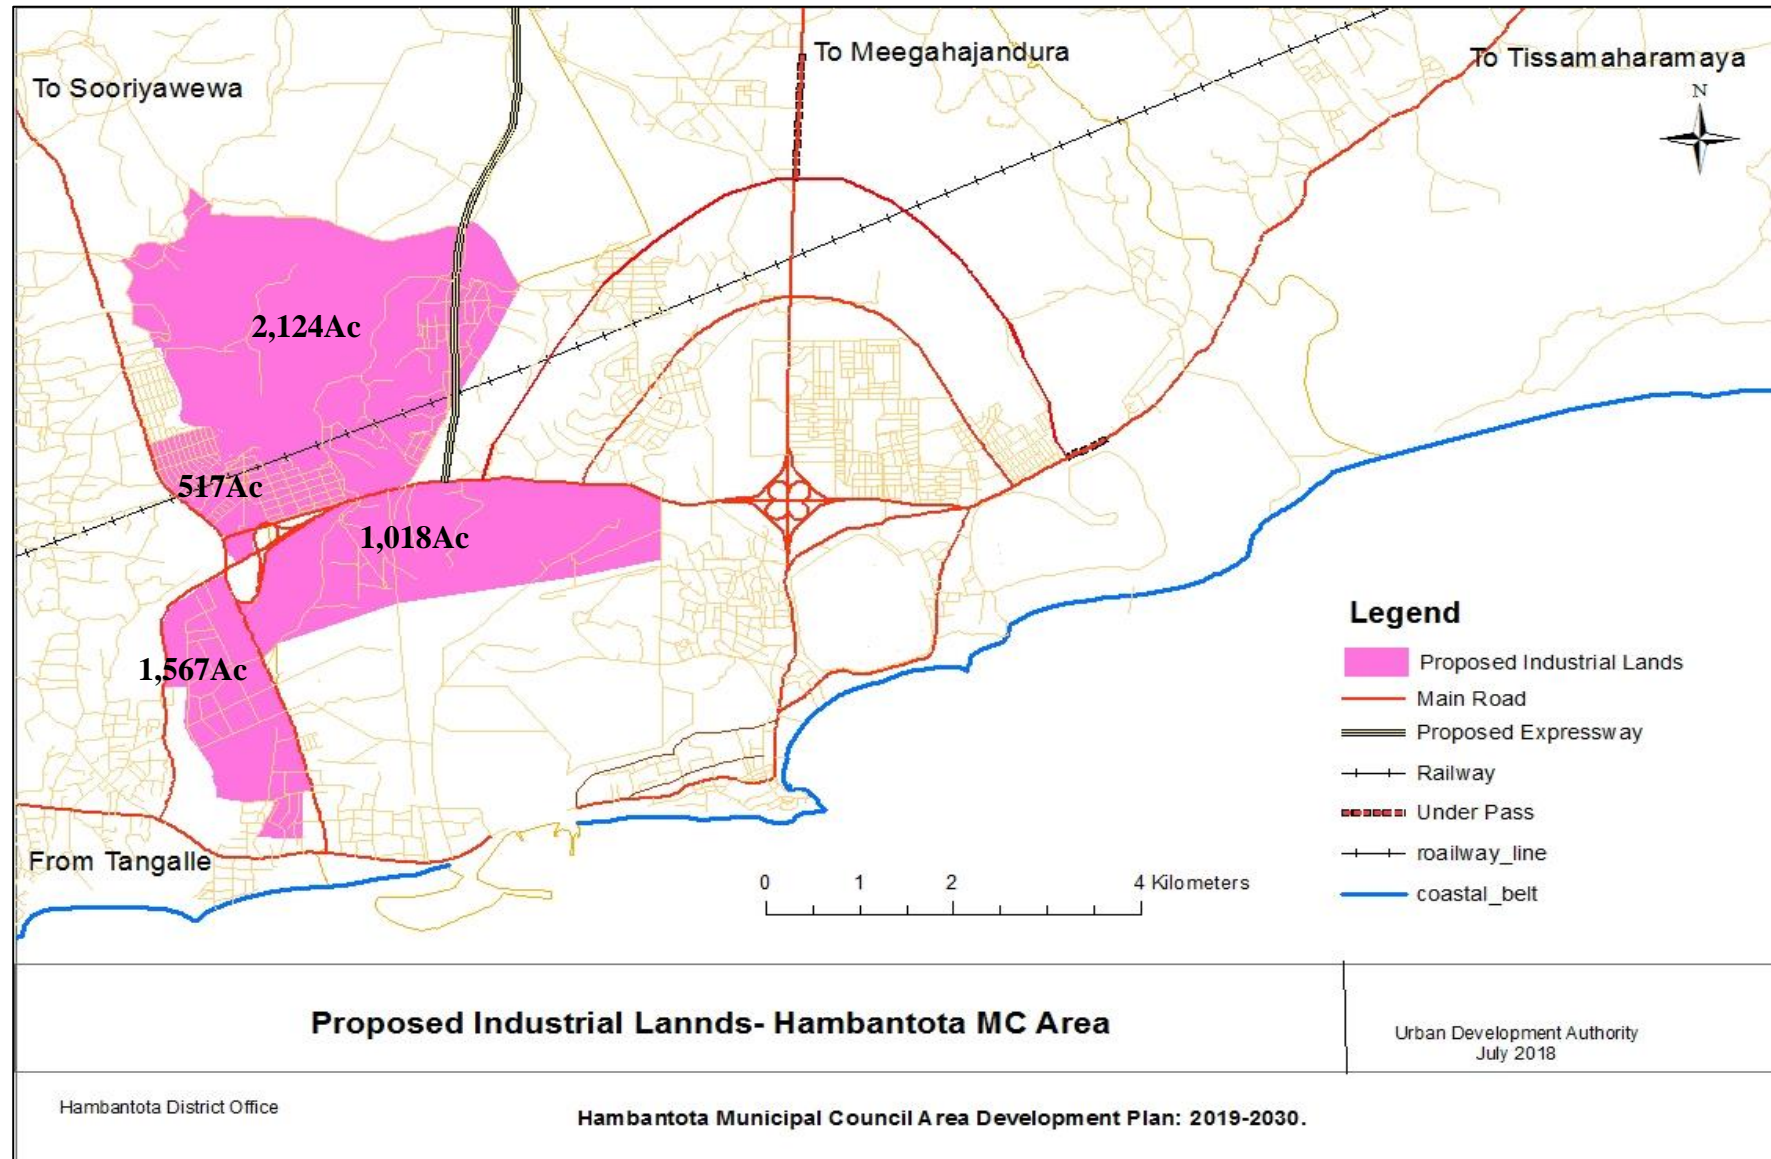 To Sooriyawewa
To Meegahajandura
To Tissamaharamaya
N
2,124Ac
517Ac
1,018Ac
1,567Ac
From Tangalle
0 1 2 4 Kilometers
Legend
Proposed Industrial Lands
Main Road
Proposed Expressway
Railway
Under Pass
roailway_line
coastal_belt
Proposed Industrial Lannds- Hambantota MC Area
Urban Development Authority
July 2018
Hambantota District Office
Hambantota Municipal Council Area Development Plan: 2019-2030.